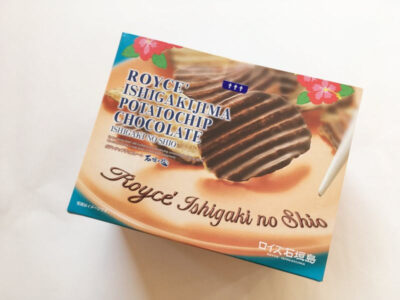 ROYCE'
ISHIGAKIJIMA
POTATOCHIP
CHOCOLATE
ISHIGAKI NO SHIO
石垣の塩
Royce' Ishigaki no Shio
ロイズ石垣島